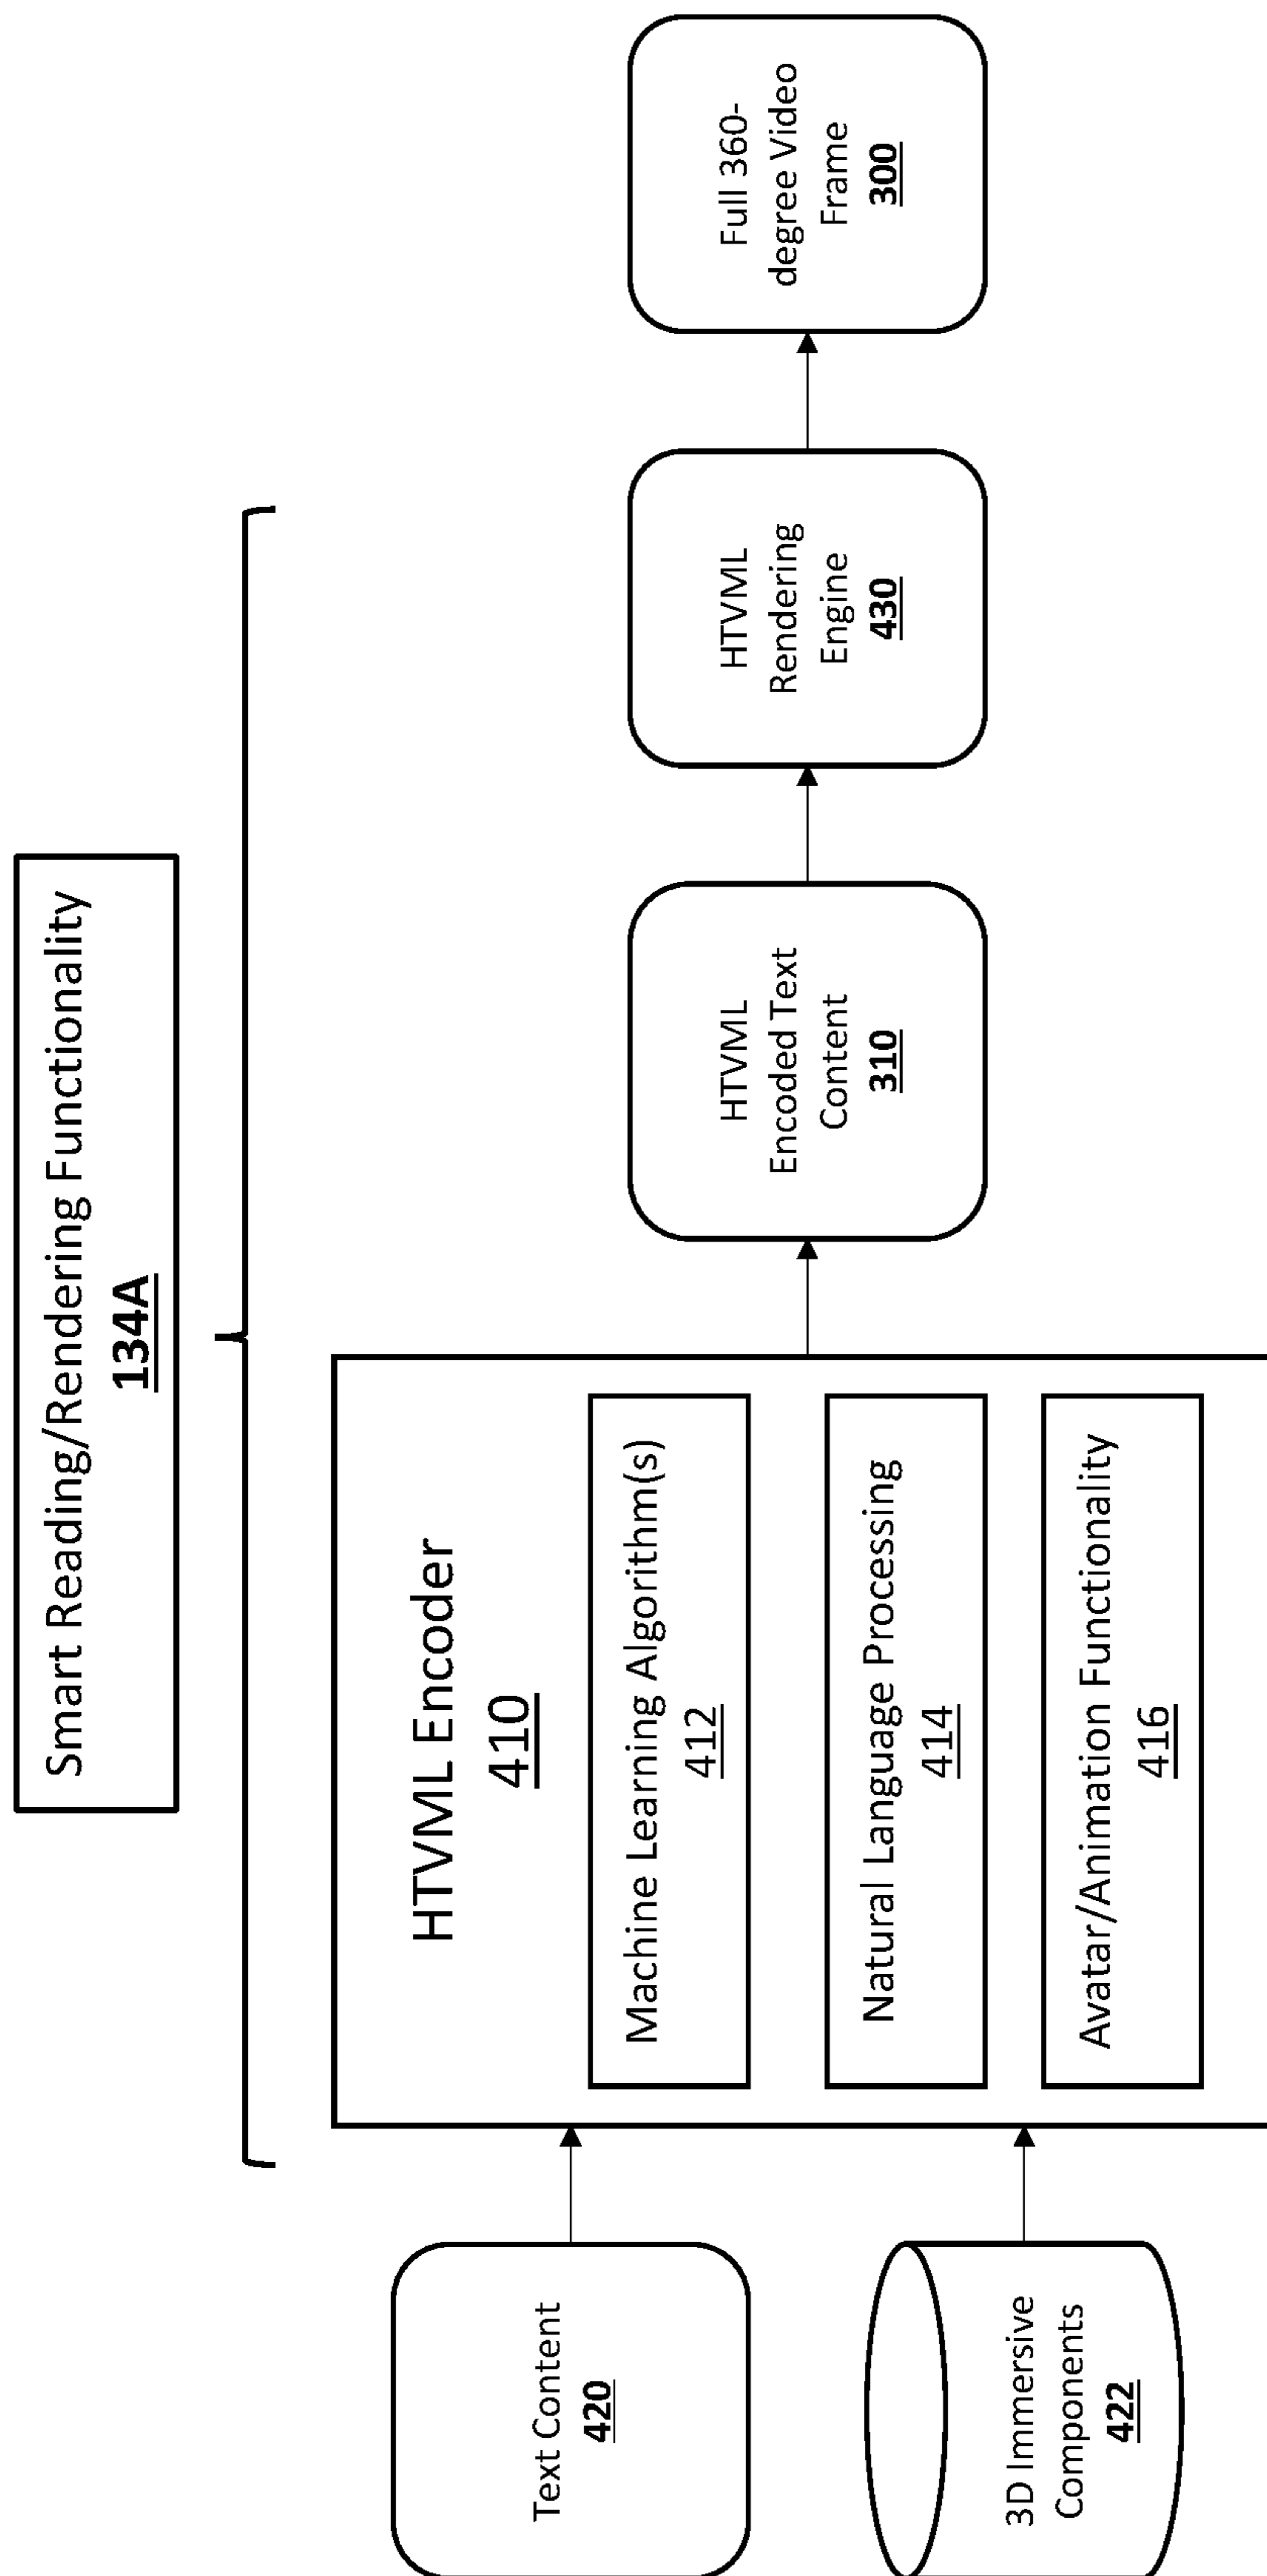 Smart Reading/Rendering Functionality
134A
Text Content
420
3D Immersive
Components
422
HTVML Encoder
410
Machine Learning Algorithm(s)
412
Natural Language Processing
414
Avatar/Animation Functionality
416
HTVML
Encoded Text
Content
310
HTVML
Rendering
Engine
430
Full 360-
degree Video
Frame
300